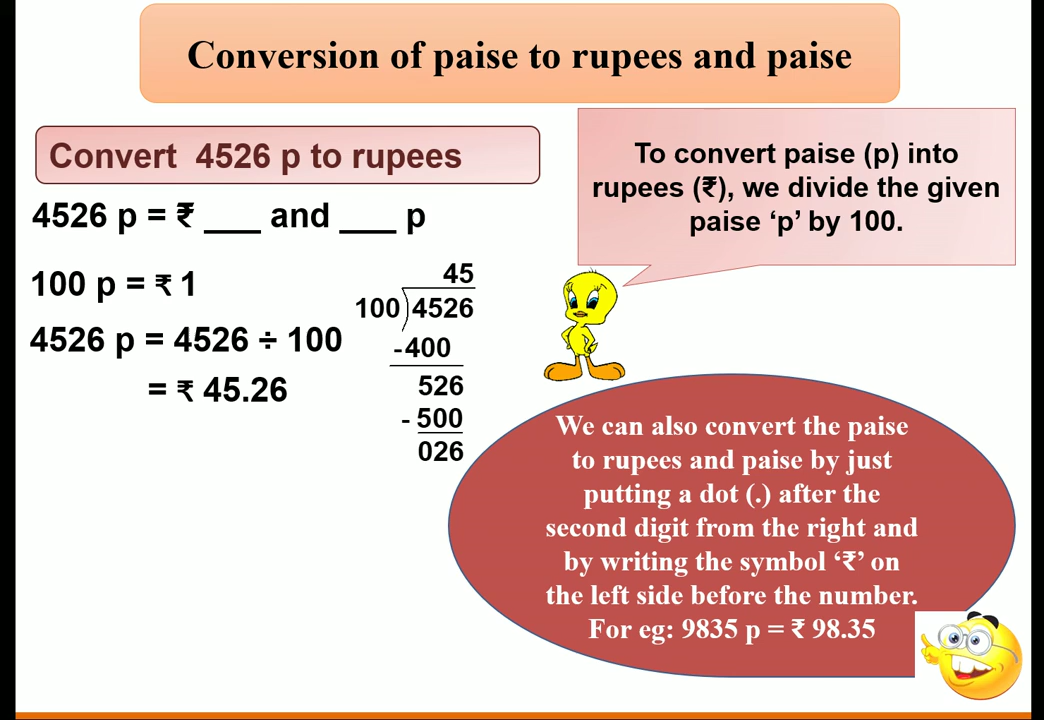 Conversion of paise to rupees and paise
Convert 4526 p to rupees
To convert paise (p) into
rupees (₹), we divide the given
paise ‘p’ by 100.
4526 p = ₹ ___ and ___ p
100 p = ₹ 1
4526 p = 4526 ÷ 100
= ₹ 45.26
45
100)4526
-400
526
- 500
026
We can also convert the paise
to rupees and paise by just
putting a dot (.) after the
second digit from the right and
by writing the symbol ‘₹’ on
the left side before the number.
For eg: 9835 p = ₹ 98.35